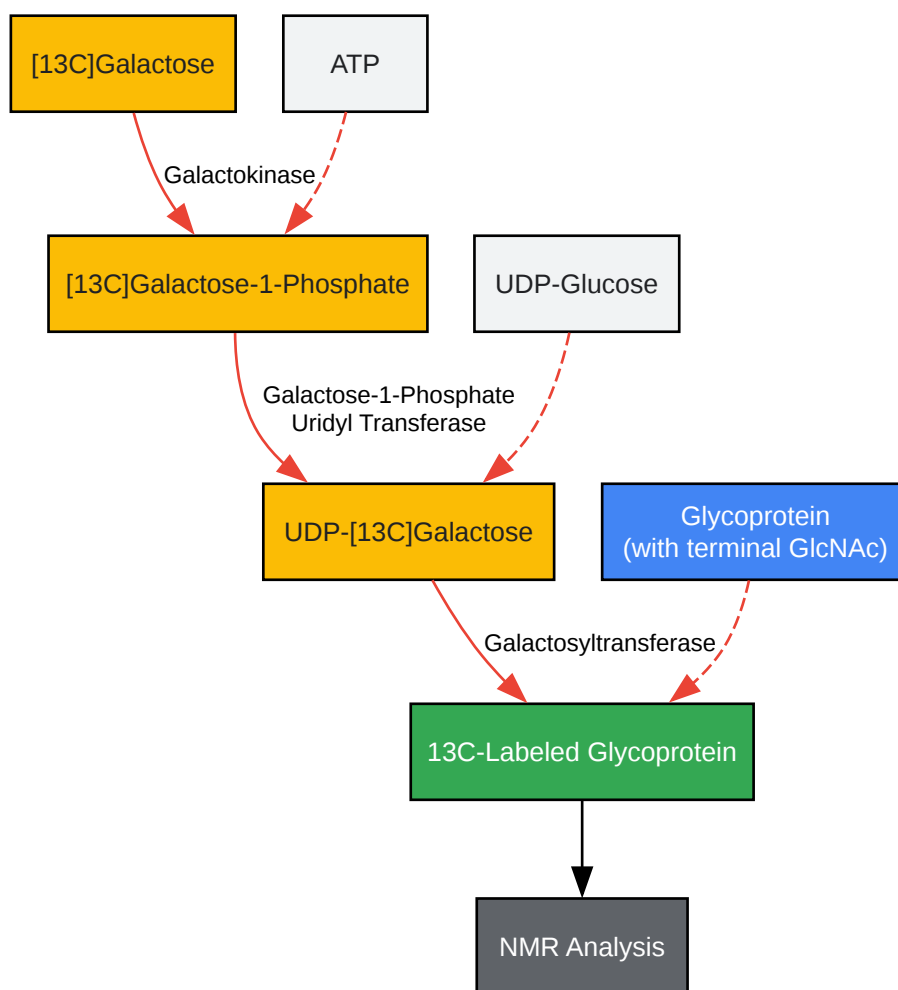 [13C]Galactose
ATP
Galactokinase
[13C]Galactose-1-Phosphate
UDP-Glucose
Galactose-1-Phosphate
Uridyl Transferase
UDP-[13C]Galactose
Glycoprotein
(with terminal GlcNAc)
Galactosyltransferase
13C-Labeled Glycoprotein
NMR Analysis